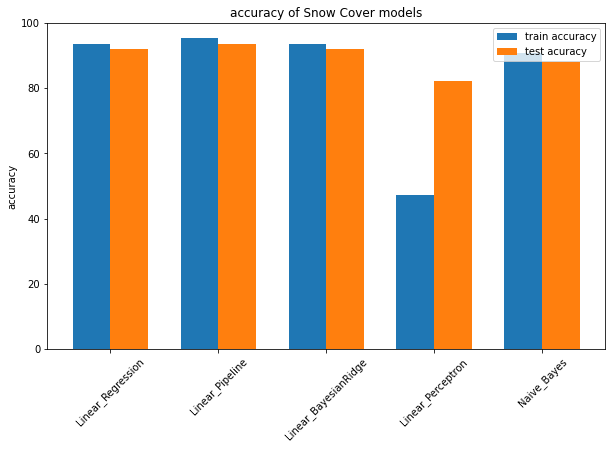 accuracy of Snow Cover models
train accuracy
test acuracy
accuracy
100
80
60
40
20
0
Linear_Regression
Linear_Pipeline
Linear_BayesianRidge
Linear_Perceptron
Naive_Bayes